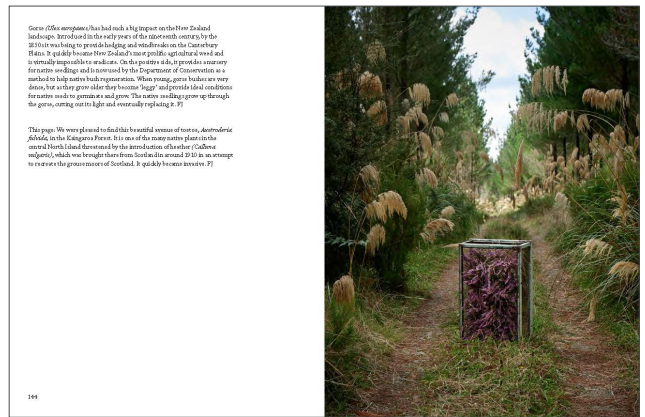 Gorse (Ulex europaeus) has had such a big impact on the New Zealand
landscape. Introduced in the early years of the nineteenth century, by the
1850s it was being to provide hedging and windbreaks on the Canterbury
Plains. It quickly became New Zealand's most prolific agricultural weed and
is virtually impossible to eradicate. On the positive side, it provides a nursery
for native seedlings and is now used by the Department of Conservation as a
method to help native bush regeneration. When young, gorse bushes are very
dense, but as they grow older they become 'leggy' and provide ideal conditions
for native seeds to germinate and grow. The native seedlings grow up through
the gorse, cutting out its light and eventually replacing it. FJ
This page: We were pleased to find this beautiful avenue of toetoe, Austroderia
fulvida, in the Kaingaroa Forest. It is one of the many native plants in the
central North Island threatened by the introduction of heather (Calluna
vulgaris), which was brought there from Scotland in around 1910 in an attempt
to recreate the grouse moors of Scotland. It quickly became invasive. FJ
144